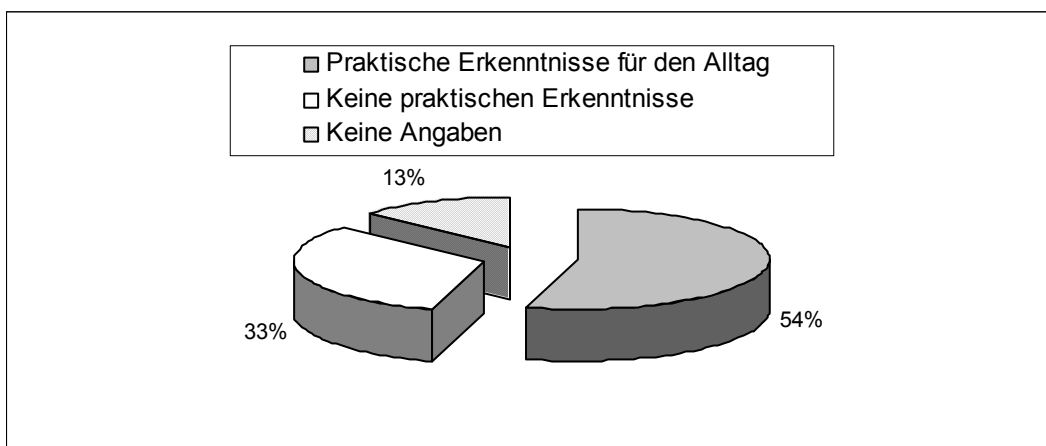 Praktische Erkenntnisse für den Alltag
Keine praktischen Erkenntnisse
Keine Angaben
13%
33%
54%